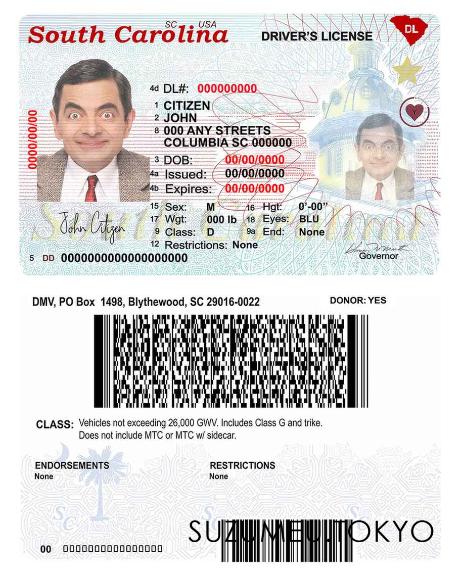 SC USA
South Carolina
DRIVER'S LICENSE
DL
4d DL#: 000000000
1 CITIZEN
2 JOHN
8 000 ANY STREETS
COLUMBIA SC 000000
0000/00/00
3 DOB: 00/00/0000
4a Issued: 00/00/0000
4b Expires: 00/00/0000
15 Sex: M 16 Hgt: 0'-00"
17 Wgt: 000 lb 18 Eyes: BLU
9 Class: D 9a End: None
12 Restrictions: None
John Citizen
Governor
5 DD 0000000000000000000
DMV, PO Box 1498, Blythewood, SC 29016-0022
DONOR: YES
CLASS: Vehicles not exceeding 26,000 GWV. Includes Class G and trike.
Does not include MTC or MTC w/ sidecar.
ENDORSEMENTS
None
RESTRICTIONS
None
SC
SC
SUZUMEU.TOKYO
00 0000000000000000